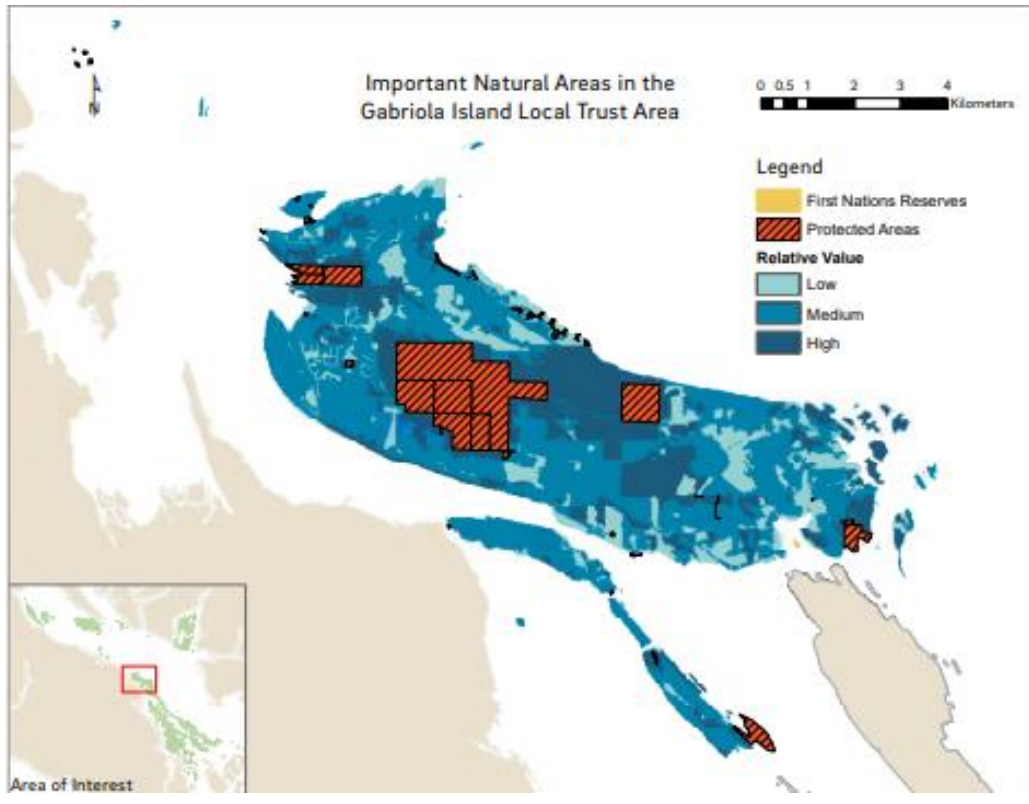 Important Natural Areas in the
Gabriola Island Local Trust Area
0 0.5 1 2 3 4
Kilometers
N
Legend
First Nations Reserves
Protected Areas
Relative Value
Low
Medium
High
Area of Interest